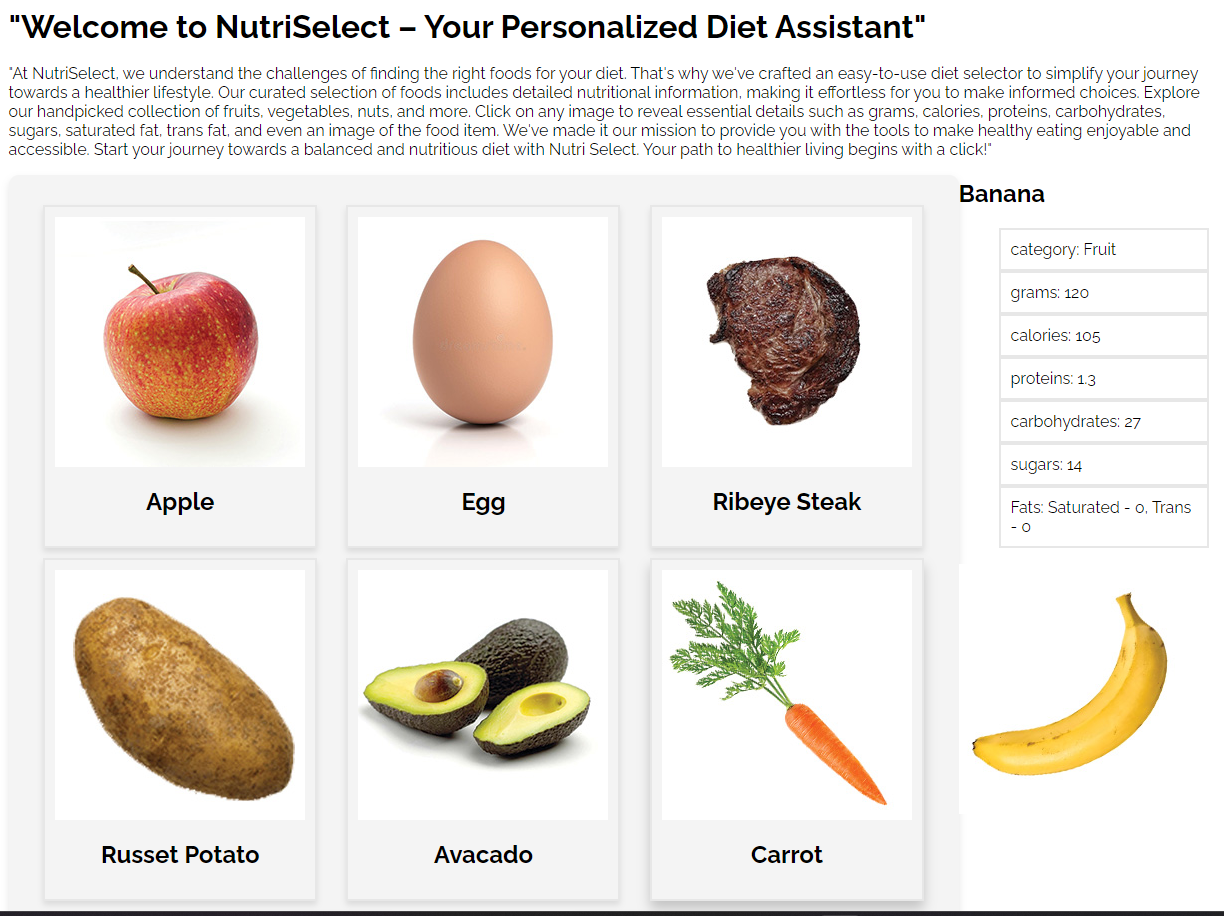 "Welcome to NutriSelect – Your Personalized Diet Assistant"
"At NutriSelect, we understand the challenges of finding the right foods for your diet. That's why we've crafted an easy-to-use diet selector to simplify your journey
towards a healthier lifestyle. Our curated selection of foods includes detailed nutritional information, making it effortless for you to make informed choices. Explore
our handpicked collection of fruits, vegetables, nuts, and more. Click on any image to reveal essential details such as grams, calories, proteins, carbohydrates,
sugars, saturated fat, trans fat, and even an image of the food item. We've made it our mission to provide you with the tools to make healthy eating enjoyable and
accessible. Start your journey towards a balanced and nutritious diet with Nutri Select. Your path to healthier living begins with a click!"
Apple
Egg
Ribeye Steak
Russet Potato
Avacado
Carrot
Banana
category: Fruit
grams: 120
calories: 105
proteins: 1.3
carbohydrates: 27
sugars: 14
Fats: Saturated - 0, Trans
- 0